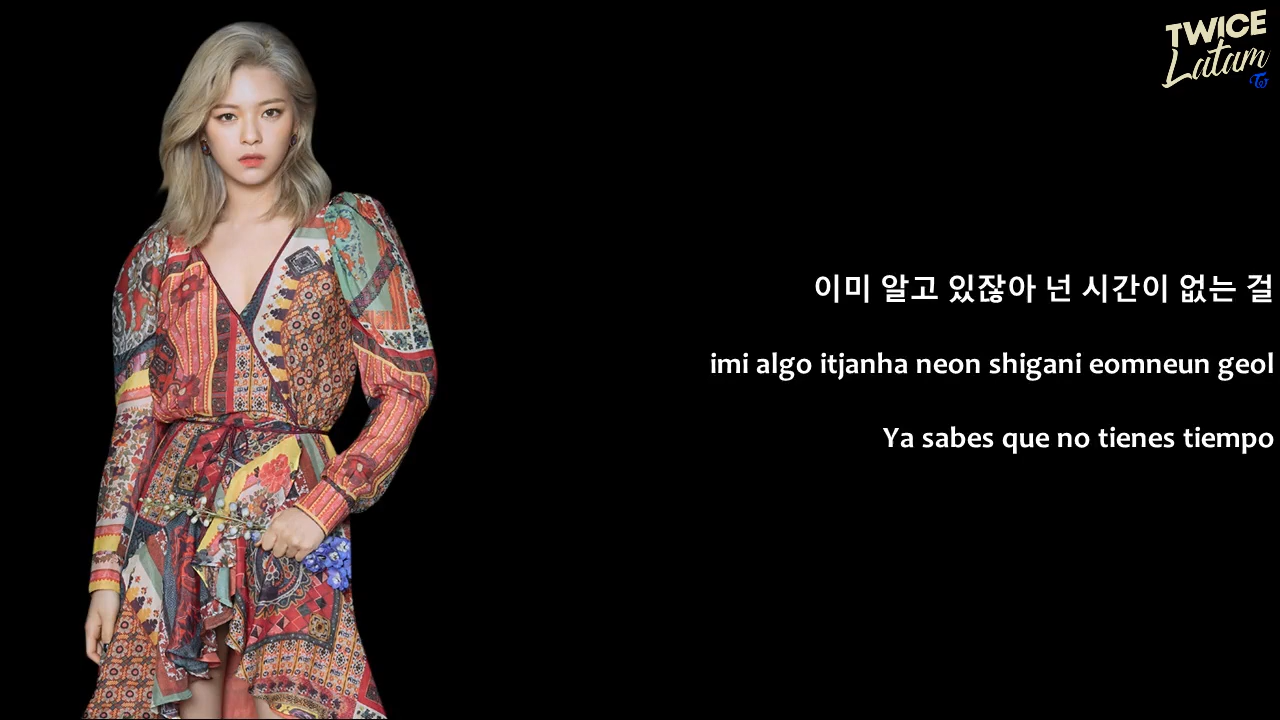 TWICE
Latam
이미 알고 있잖아 넌 시간이 없는 걸
imi algo itjanha neon shigani eomneun geol
Ya sabes que no tienes tiempo